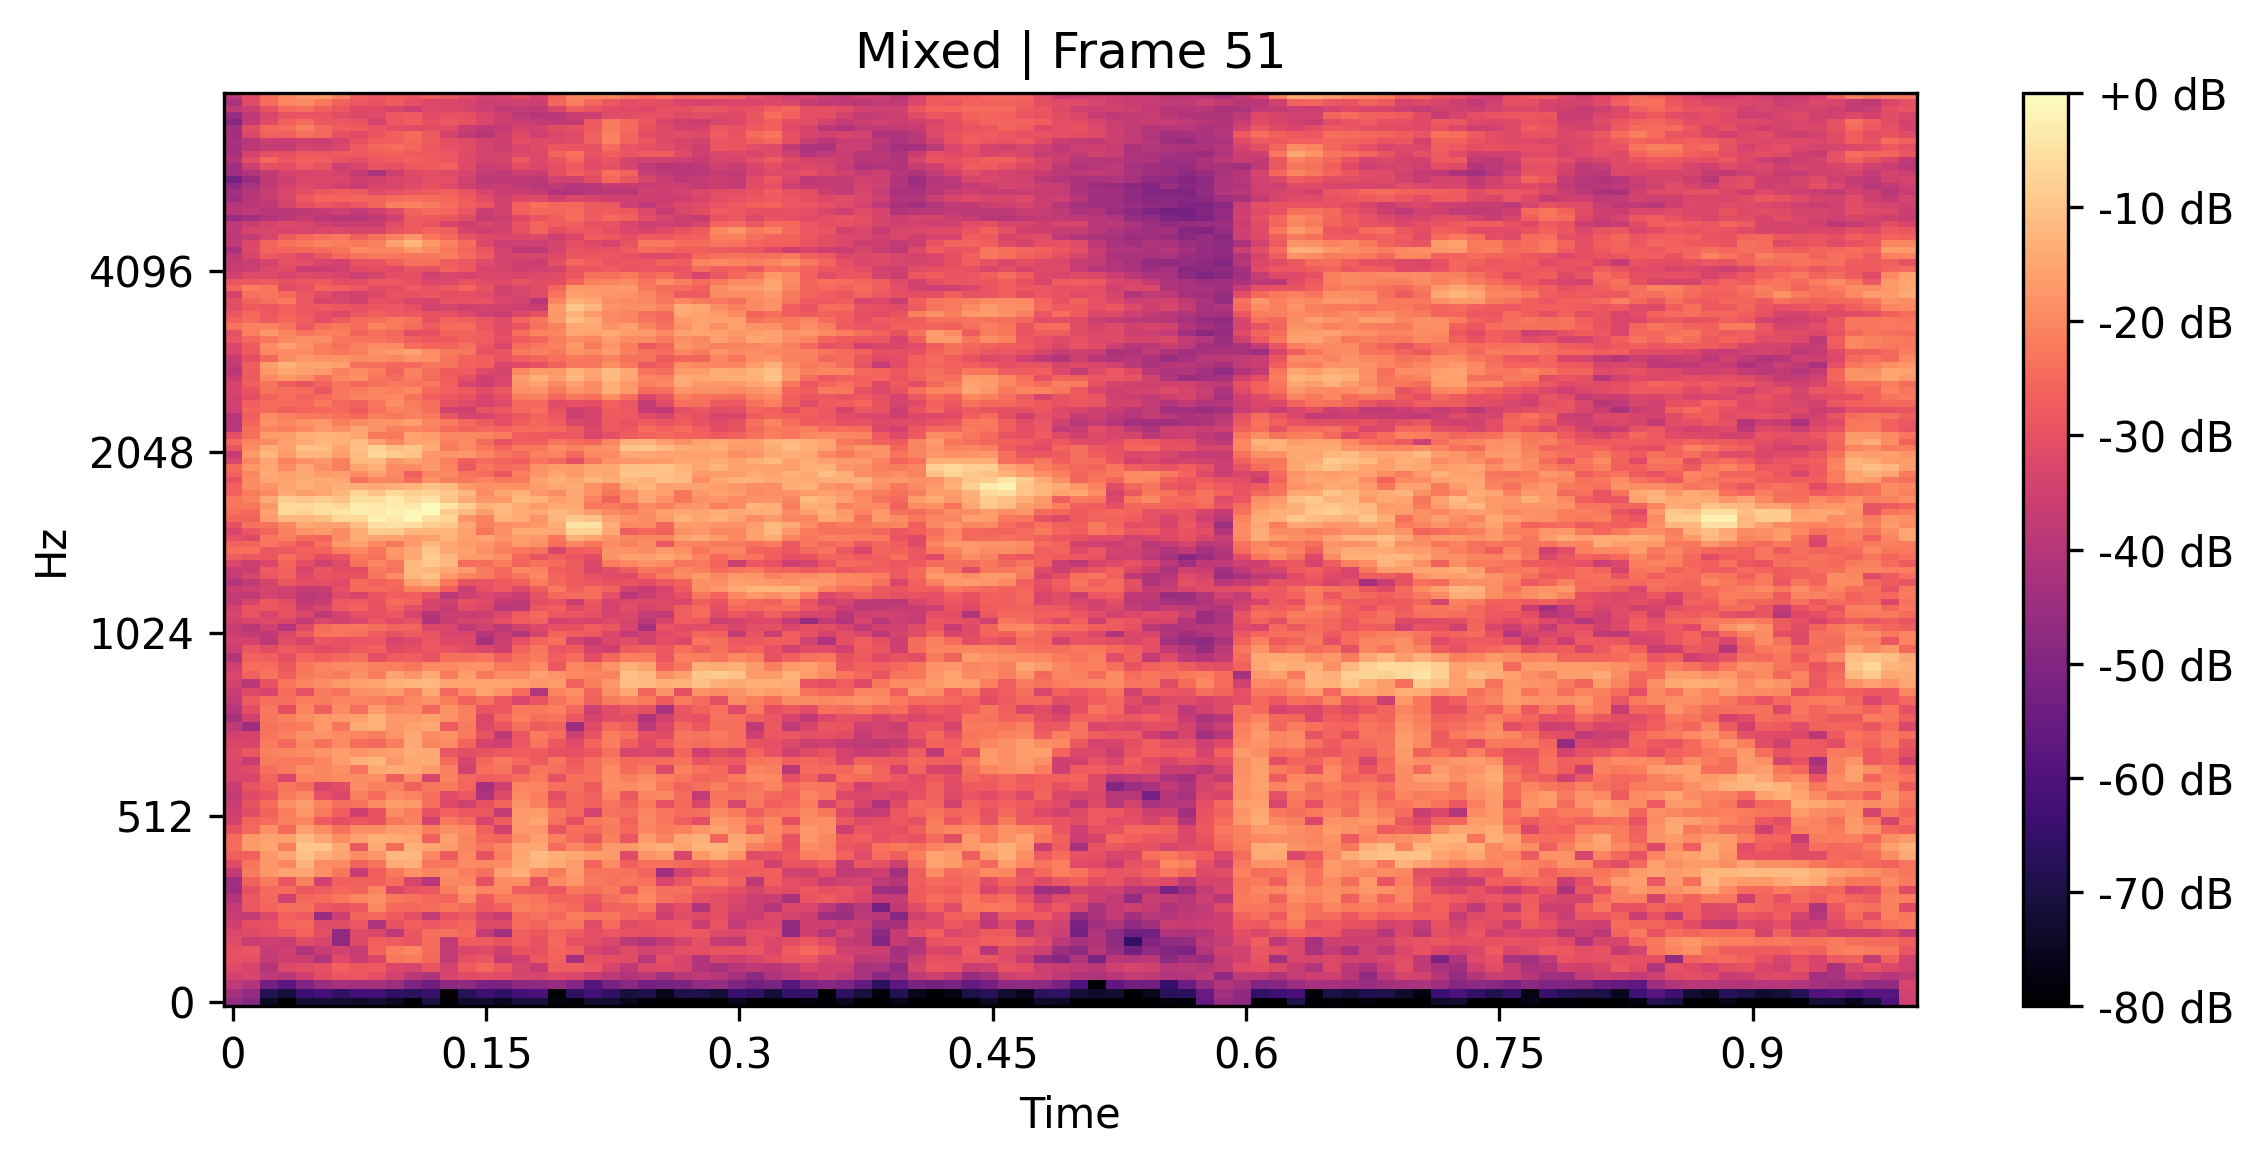 Mixed | Frame 51
+0 dB
-10 dB
-20 dB
-30 dB
-40 dB
-50 dB
-60 dB
-70 dB
-80 dB
Hz
4096
2048
1024
512
0
0 0.15 0.3 0.45 0.6 0.75 0.9
Time